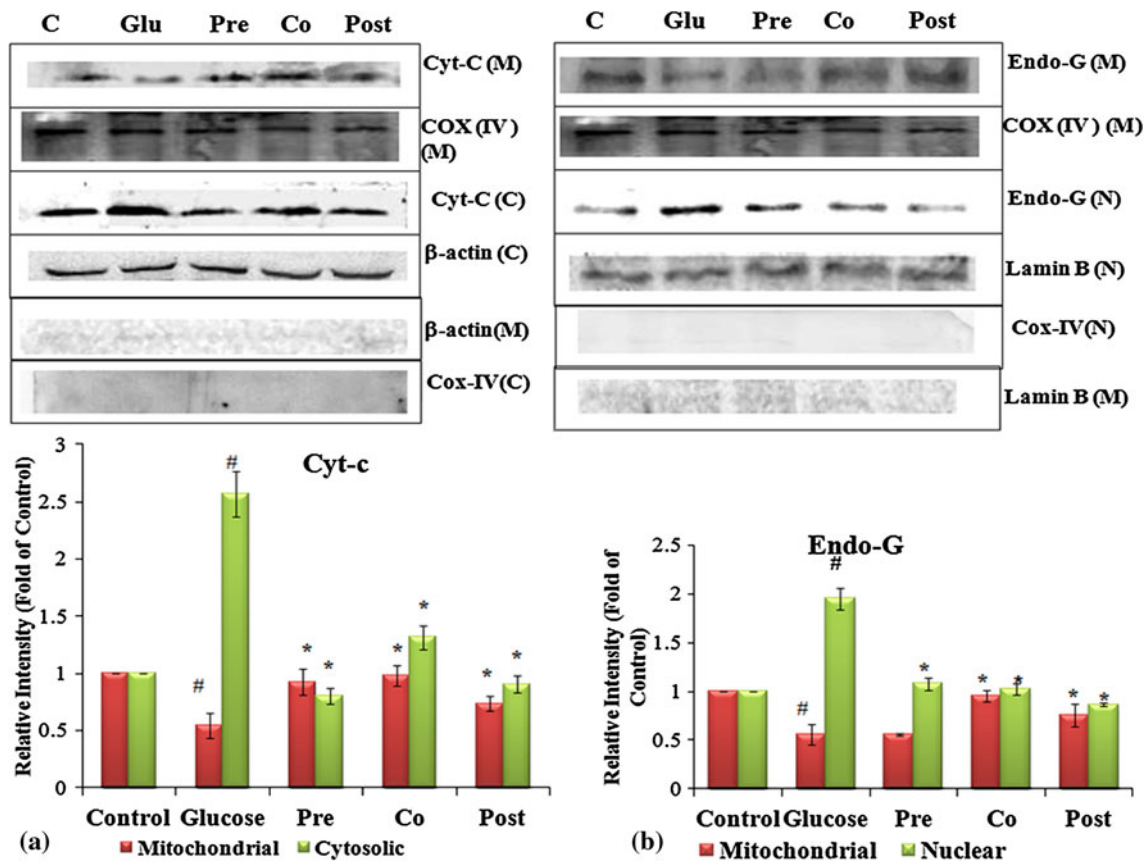 C Glu Pre Co Post
Cyt-C (M)
COX (IV)
(M)
Cyt-C (C)
β-actin (C)
β-actin(M)
Cox-IV(C)
C Glu Pre Co Post
Endo-G (M)
COX (IV) (M)
Endo-G (N)
Lamin B (N)
Cox-IV(N)
Lamin B (M)
Cyt-c
Relative Intensity (Fold of Control)
3
2.5
2
1.5
1
0.5
0
#
#
*
*
*
*
*
*
Control Glucose Pre Co Post
(a)
Mitochondrial Cytosolic
Endo-G
Relative Intensity (Fold of
Control)
2.5
2
1.5
1
0.5
0
#
#
*
*
*
*
*
Control Glucose Pre Co Post
(b)
Mitochondrial Nuclear